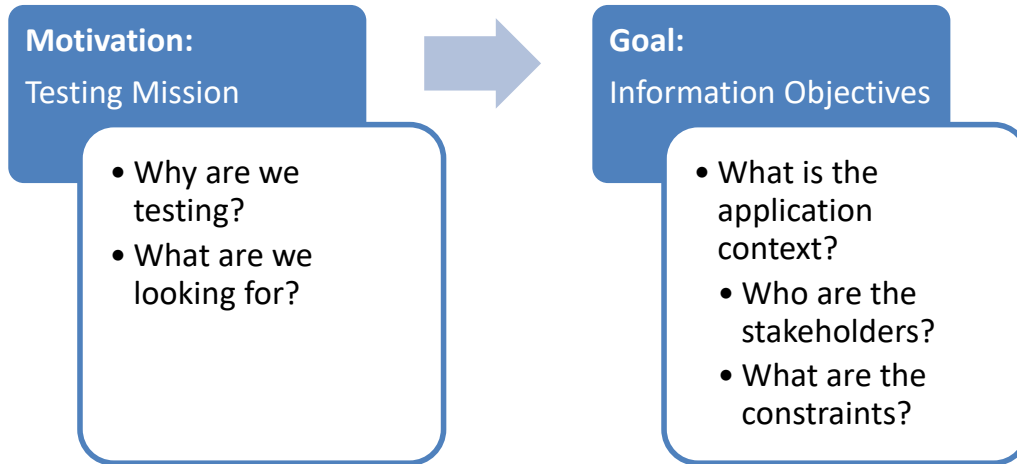 Motivation:
Testing Mission
• Why are we
testing?
• What are we
looking for?
Goal:
Information Objectives
• What is the
application
context?
• Who are the
stakeholders?
• What are the
constraints?